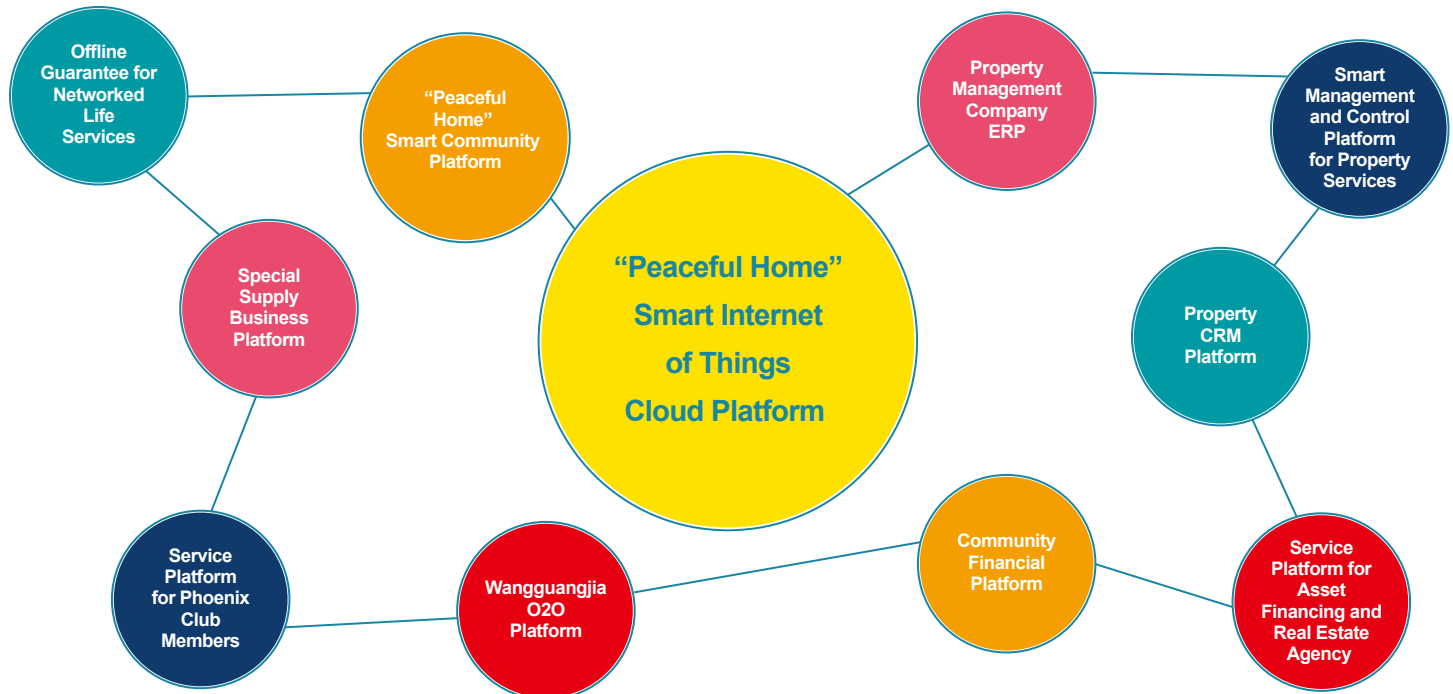 Offline
Guarantee for
Networked
Life
Services
“Peaceful
Home”
Smart Community
Platform
Property
Management
Company
ERP
Smart
Management
and Control
Platform
for Property
Services
Special
Supply
Business
Platform
“Peaceful Home”
Smart Internet
of Things
Cloud Platform
Property
CRM
Platform
Service
Platform
for Phoenix
Club
Members
Wangguangjia
O2O
Platform
Community
Financial
Platform
Service
Platform for
Asset
Financing and
Real Estate
Agency